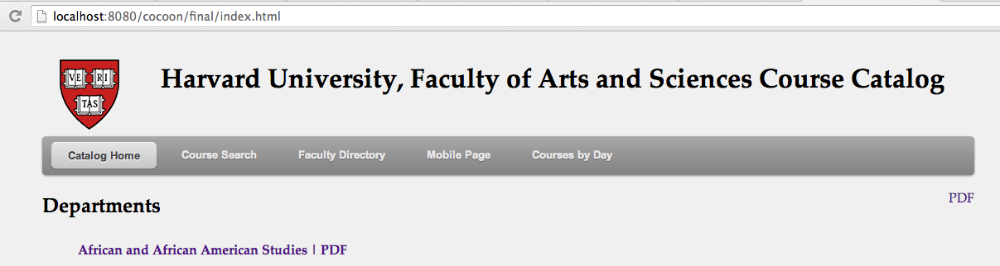 localhost:8080/cocoon/final/index.html
VE RI
TAS
Harvard University, Faculty of Arts and Sciences Course Catalog
Catalog Home Course Search Faculty Directory Mobile Page Courses by Day
Departments PDF
African and African American Studies | PDF